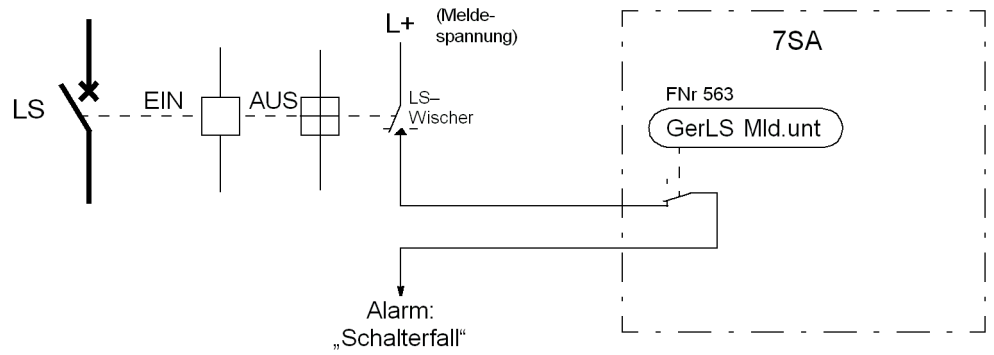 L+
(Melde-
spannung)
7SA
FNr 563
GerLS Mld.unt
LS
EIN
AUS
LS–
Wischer
Alarm:
„Schalterfall“